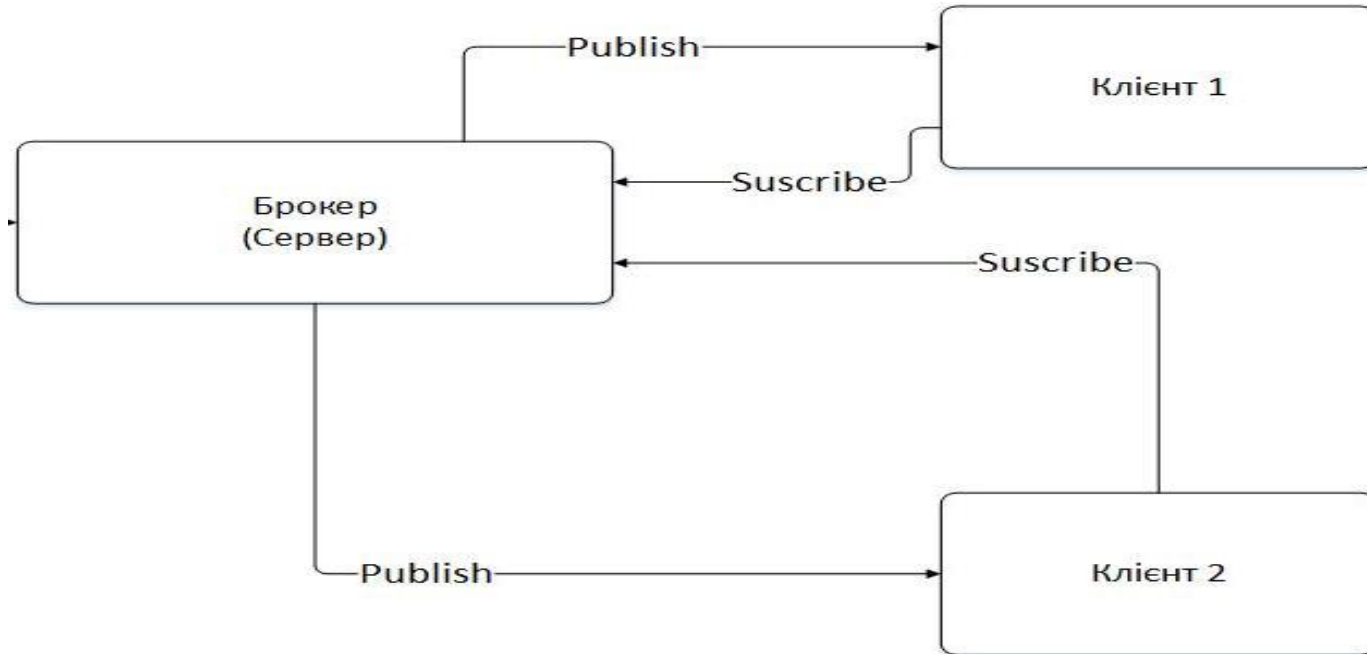 Publish
Клієнт 1
Suscribe
Брокер
(Сервер)
Suscribe
Publish
Клієнт 2